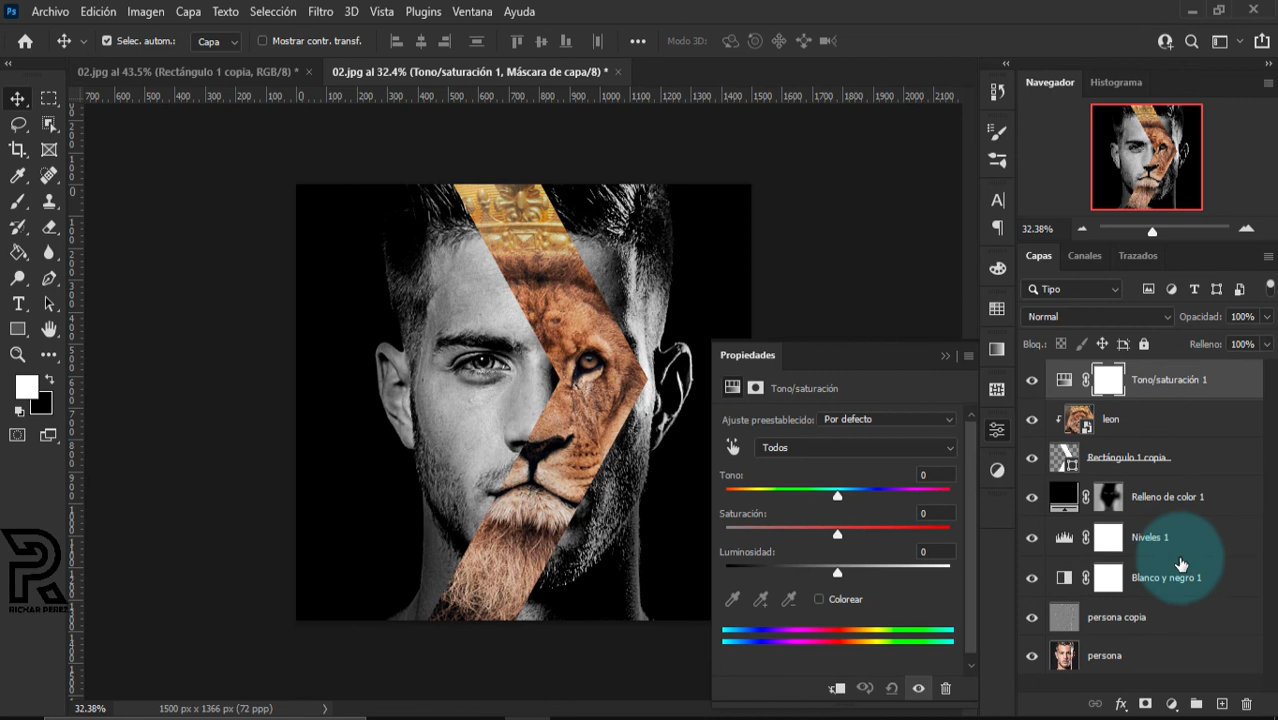 Ps Archivo Edición Imagen Capa Texto Selección Filtro 3D Vista Plugins Ventana Ayuda
Selec. autom.: Capa Mostrar contr. transf. Modo 3D:
02.jpg al 43.5% (Rectángulo 1 copia, RGB/8) * 02.jpg al 32.4% (Tono/saturación 1, Máscara de capa/8) *
700 600 500 400 300 200 100 0 100 200 300 400 500 600 700 800 900 1000 1100 1200 1300 1400 1500 1600 1700 1800 1900 2000 2100
Navegador Histograma
32.38%
Capas Canales Trazados
Tipo
Normal Opacidad: 100%
Bloq.: Relleno: 100%
Tono/saturación 1
leon
Rectángulo 1 copia
Relleno de color 1
Niveles 1
Blanco y negro 1
persona copia
persona
Propiedades
Tono/saturación
Ajuste preestablecido: Por defecto
Todos
Tono: 0
Saturación: 0
Luminosidad: 0
Colorear
RICHAR PEREZ
32.38% 1500 px x 1366 px (72 ppp)